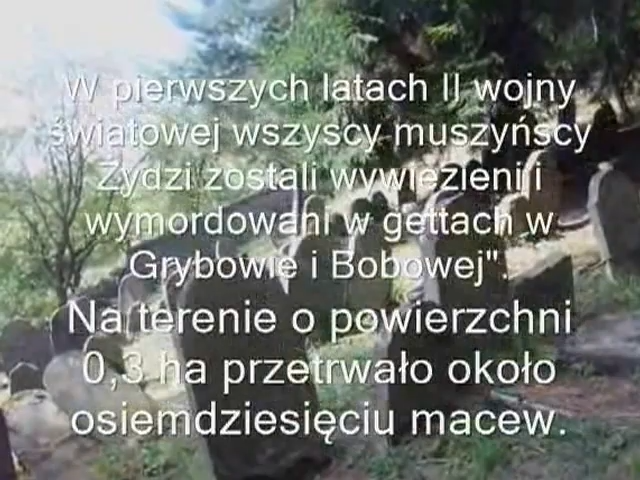 W pierwszych latach II wojny
światowej wszyscy muszyńscy
Żydzi zostali wywiezieni i
wymordowani w gettach w
Grybowie i Bobowej".
Na terenie o powierzchni
0,3 ha przetrwało około
osiemdziesięciu macew.